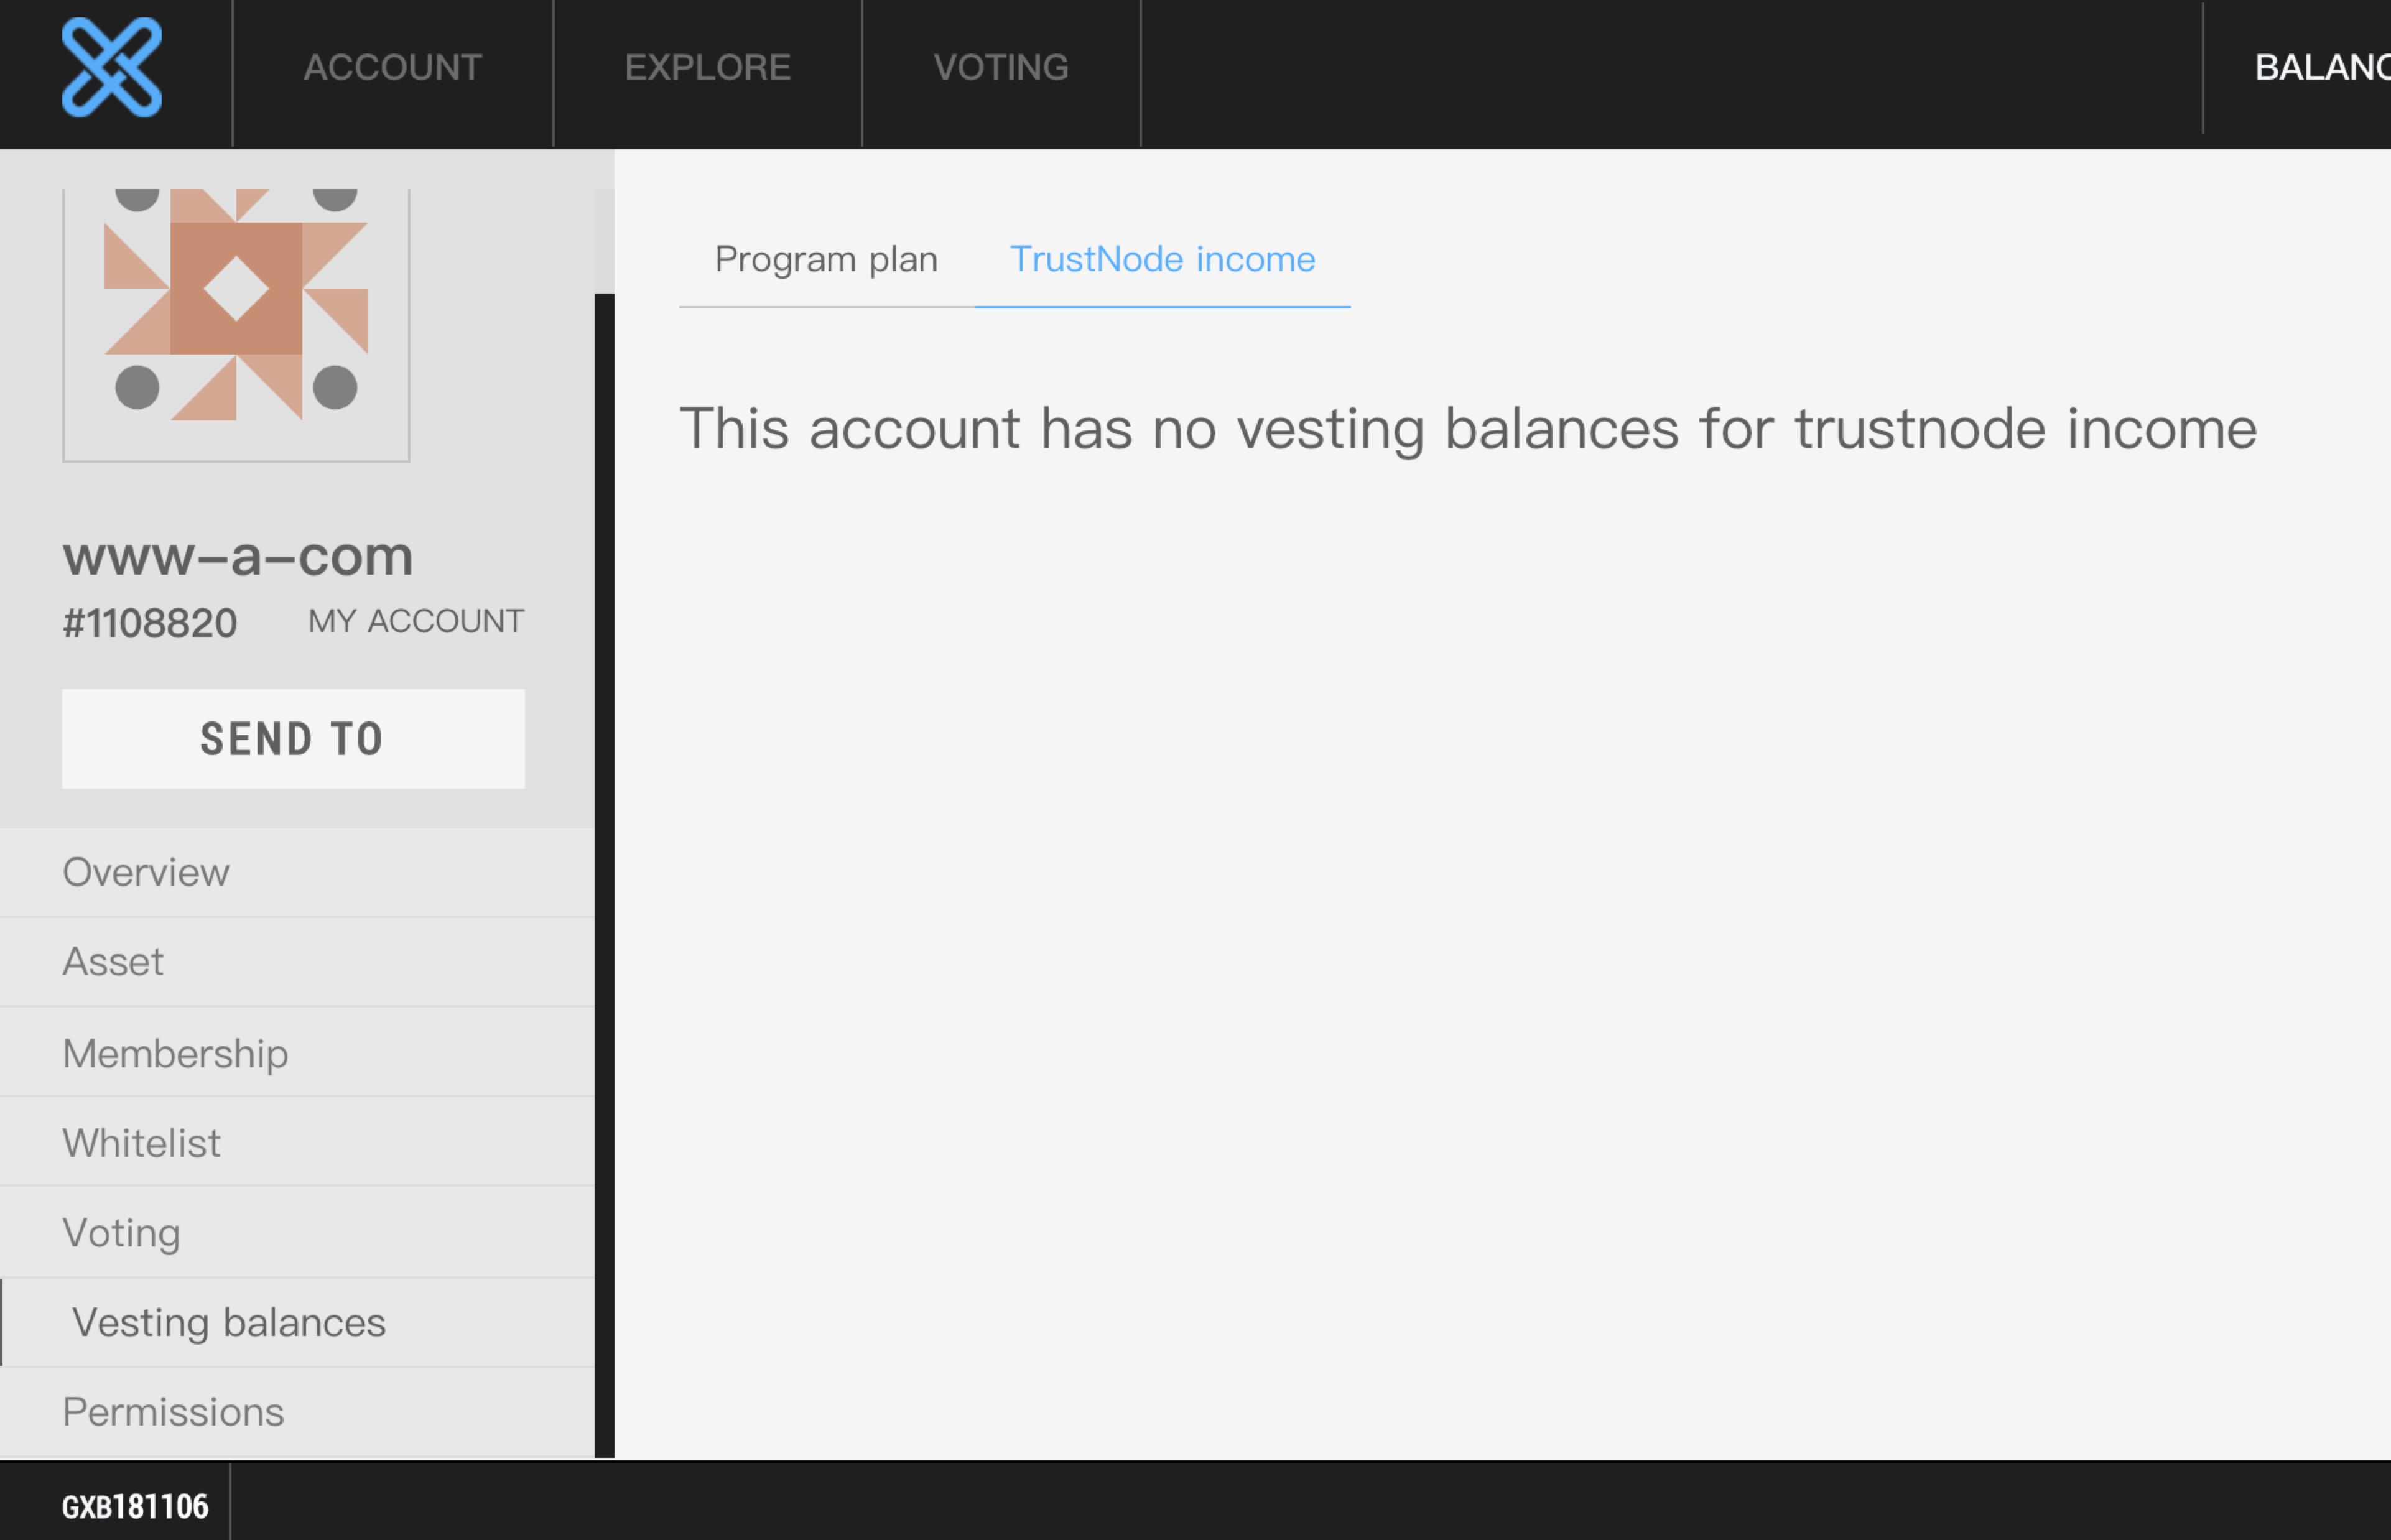 ACCOUNT EXPLORE VOTING
Program plan TrustNode income
This account has no vesting balances for trustnode income
www-a-com
#1108820 MY ACCOUNT
SEND TO
Overview
Asset
Membership
Whitelist
Voting
Vesting balances
Permissions
GXB181106